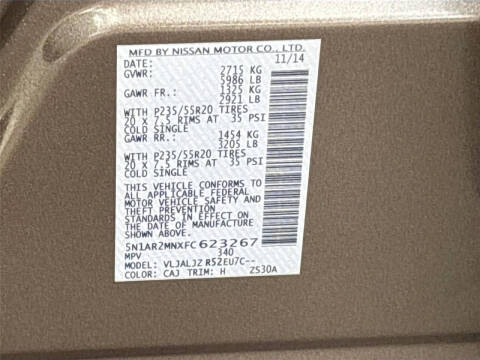 MFD BY NISSAN MOTOR CO., LTD.
DATE: 11/14
GVWR: 2715 KG
5986 LB
GAWR FR.: 1325 KG
2921 LB
WITH P235/55R20 TIRES
20 x 7.5 RIMS AT 35 PSI
COLD SINGLE
GAWR RR.: 1454 KG
3205 LB
WITH P235/55R20 TIRES
20 x 7.5 RIMS AT 35 PSI
COLD SINGLE
THIS VEHICLE CONFORMS TO
ALL APPLICABLE FEDERAL
MOTOR VEHICLE SAFETY AND
THEFT PREVENTION
STANDARDS IN EFFECT ON
THE DATE OF MANUFACTURE
SHOWN ABOVE.
5N1AR2MNXFC623267
MPV 340
MODEL: VLJALJZ R52EU7C--
COLOR: CAJ TRIM: H ZS30A